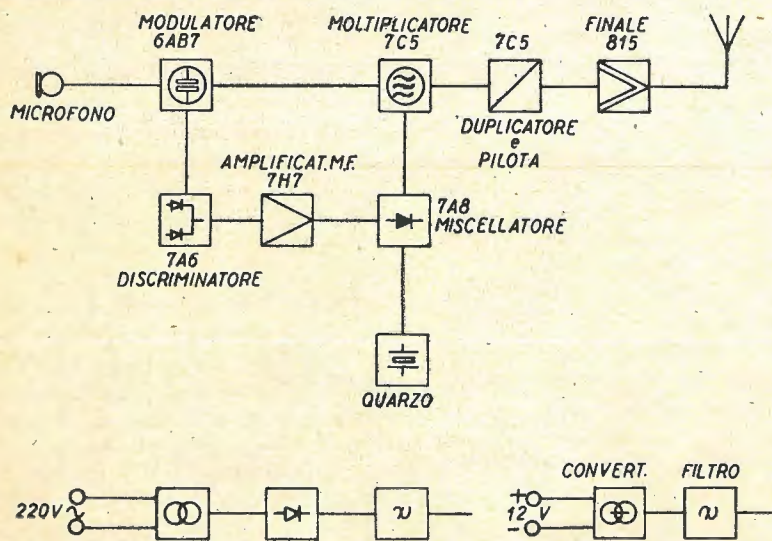 MODULATORE
6AB7
MOLTIPLICATORE
7C5
7C5
FINALE
815
MICROFONO
DUPLICATORE
e
PILOTA
AMPLIFICAT. M.F.
7H7
7A8
MISCELLATORE
7A6
DISCRIMINATORE
QUARZO
220V ~
CONVERT.
FILTRO
+
12 V
-